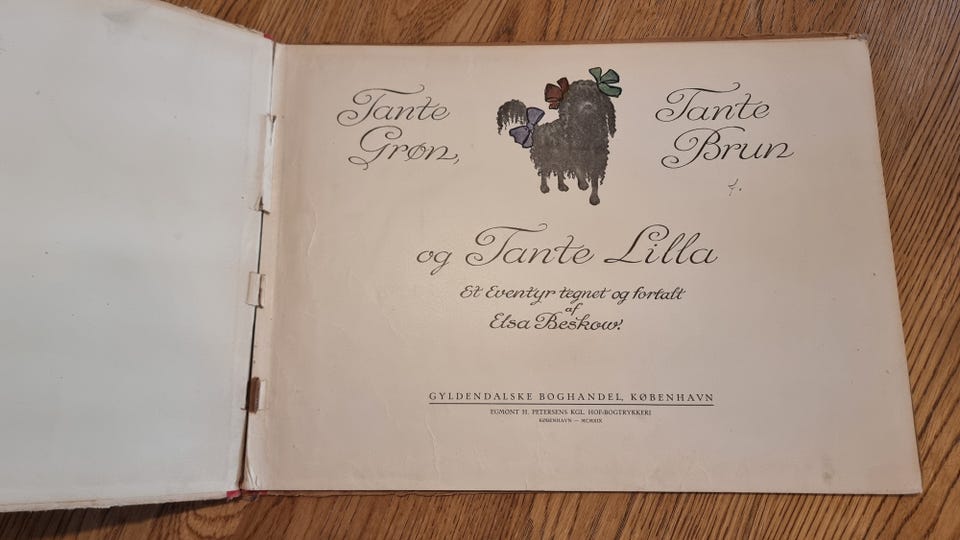 Tante
Grøn,
Tante
Brun
og Tante Lilla
Et Eventyr tegnet og fortalt
af
Elsa Beskow.
GYLDENDALSKE BOGHANDEL, KØBENHAVN
EGMONT H. PETERSENS KGL. HOF-BOGTRYKKERI
KØBENHAVN — MCMXIX